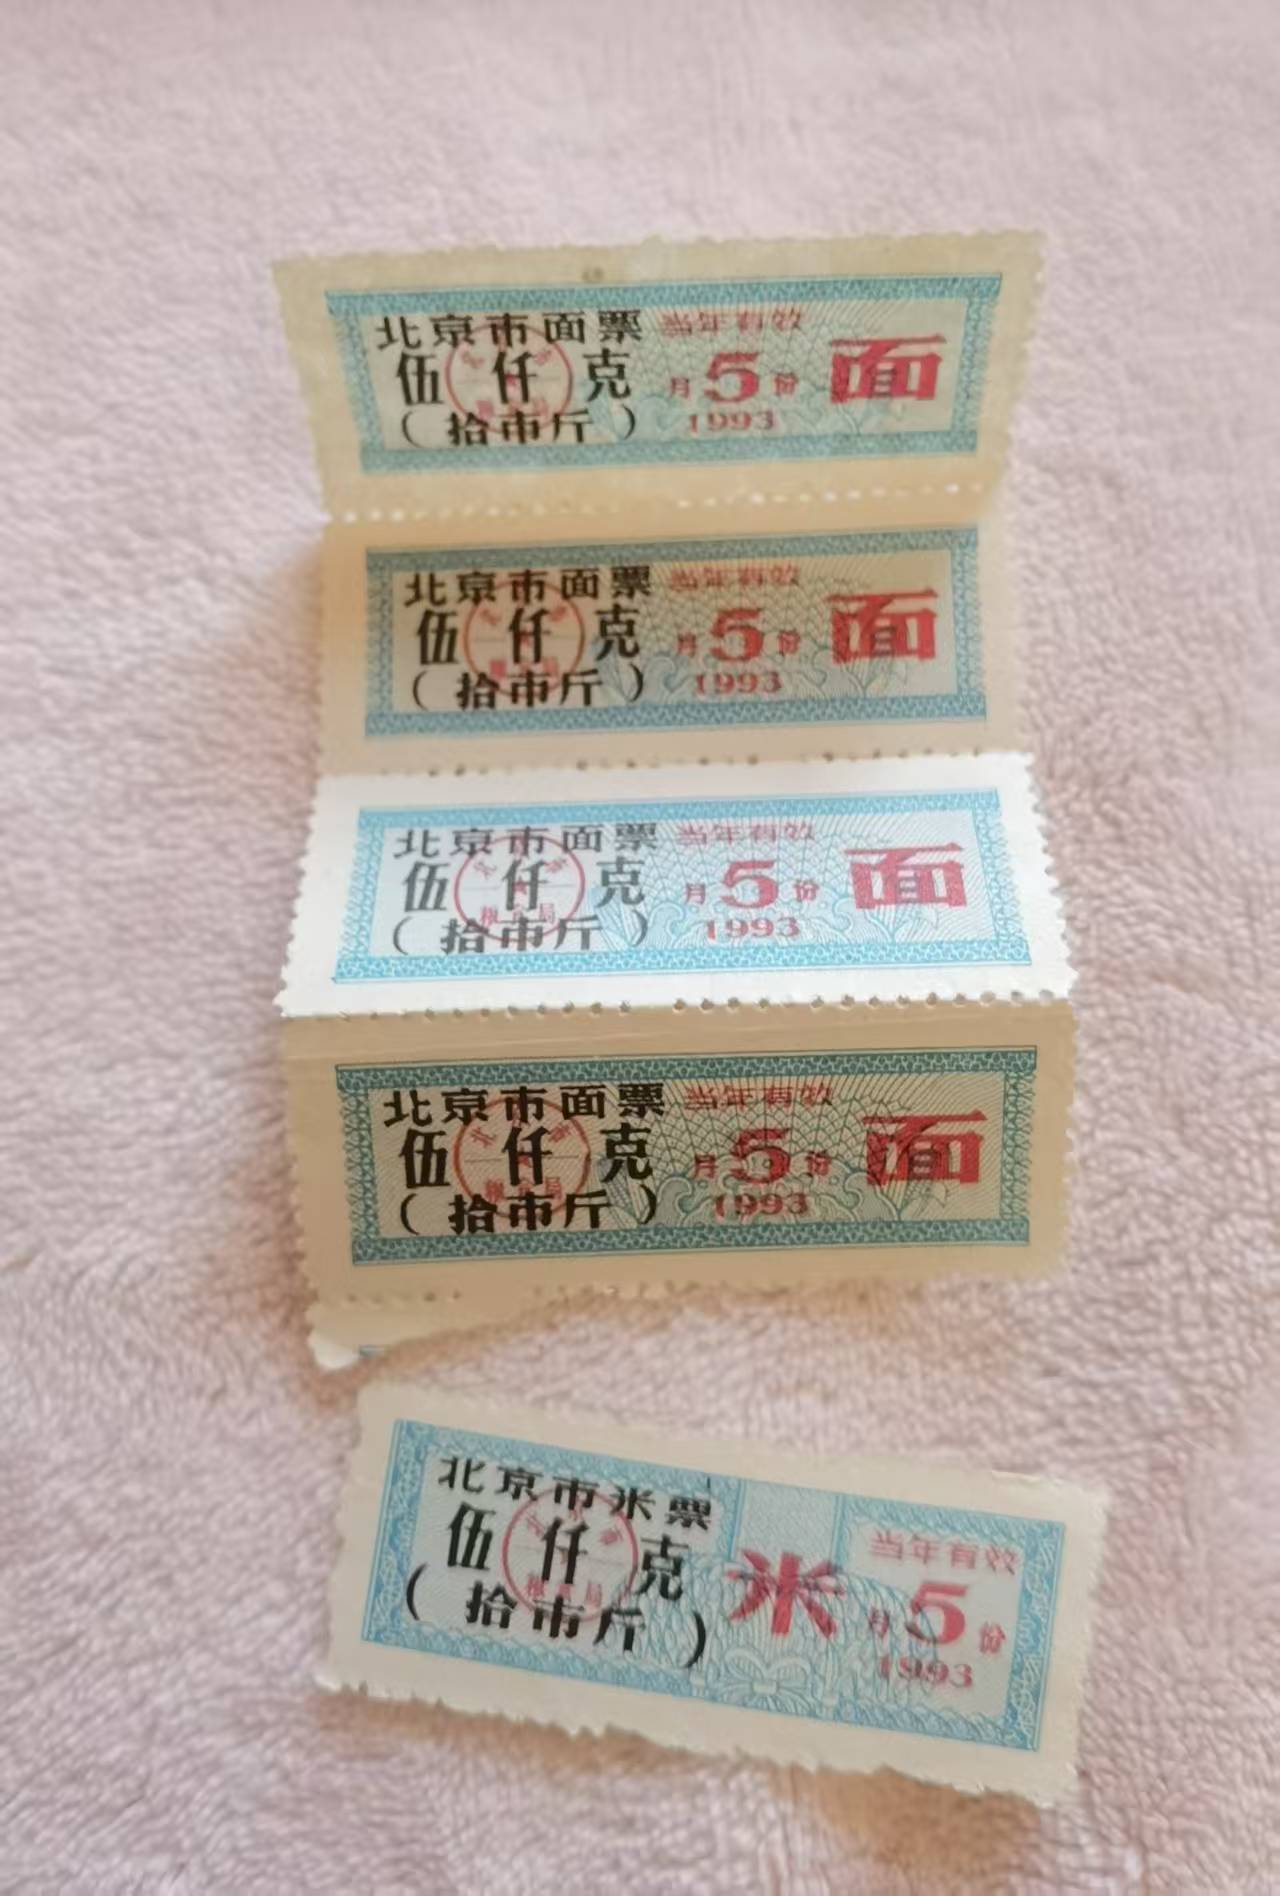 北京市面票 当年有效
伍仟克 月5份 面
（拾市斤） 1993
北京市面票 当年有效
伍仟克 月5份 面
（拾市斤） 1993
北京市面票 当年有效
伍仟克 月5份 面
（拾市斤） 1993
北京市面票 当年有效
伍仟克 月5份 面
（拾市斤） 1993
北京市米票 当年有效
伍仟克 米 月5份
（拾市斤） 1993